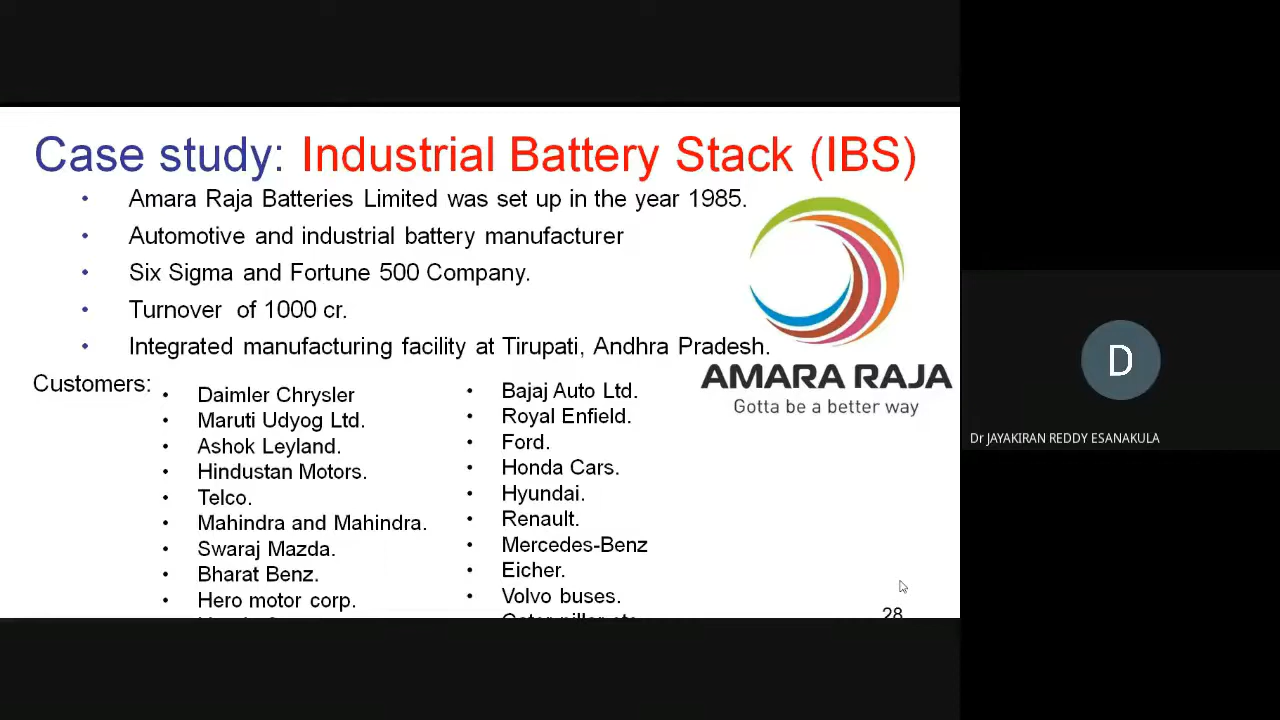 Case study: Industrial Battery Stack (IBS)
• Amara Raja Batteries Limited was set up in the year 1985.
• Automotive and industrial battery manufacturer
• Six Sigma and Fortune 500 Company.
• Turnover of 1000 cr.
• Integrated manufacturing facility at Tirupati, Andhra Pradesh.
AMARA RAJA
Gotta be a better way
Customers:
• Daimler Chrysler
• Maruti Udyog Ltd.
• Ashok Leyland.
• Hindustan Motors.
• Telco.
• Mahindra and Mahindra.
• Swaraj Mazda.
• Bharat Benz.
• Hero motor corp.
• Bajaj Auto Ltd.
• Royal Enfield.
• Ford.
• Honda Cars.
• Hyundai.
• Renault.
• Mercedes-Benz
• Eicher.
• Volvo buses.
28
D
Dr JAYAKIRAN REDDY ESANAKULA